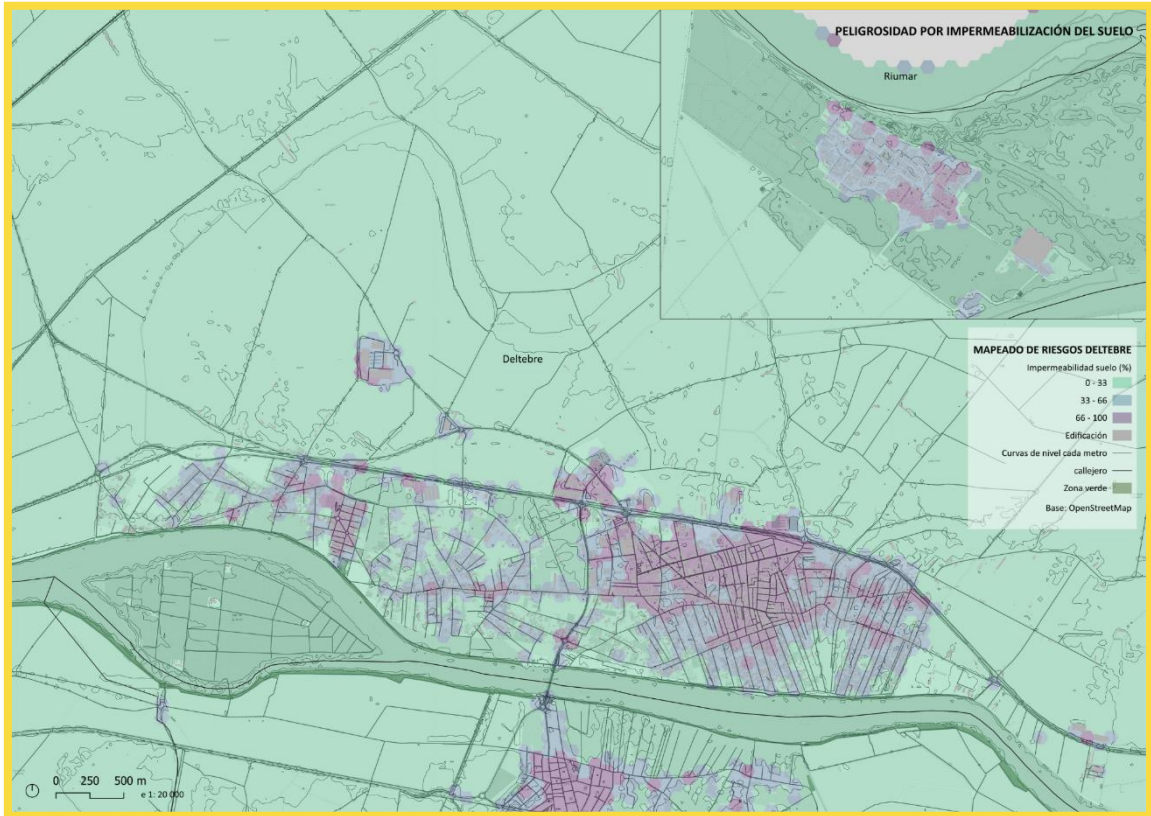 PELIGROSIDAD POR IMPERMEABILIZACIÓN DEL SUELO
Riumar
Deltebre
MAPEADO DE RIESGOS DELTEBRE
Impermeabilidad suelo (%)
0 - 33
33 - 66
66 - 100
Edificación
Curvas de nivel cada metro
callejero
Zona verde
Base: OpenStreetMap
0 250 500 m
e 1: 20 000